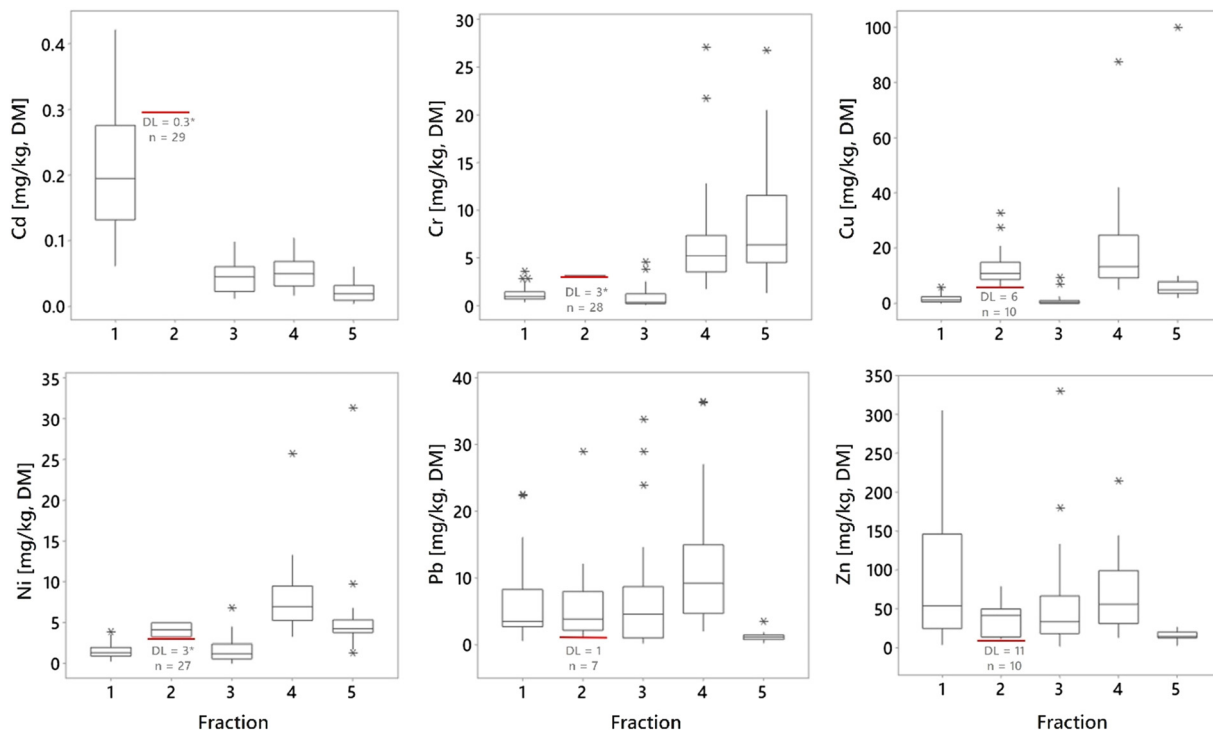 Cd [mg/kg, DM]
0.4
0.3
0.2
0.1
0.0
DL = 0.3*
n = 29
1 2 3 4 5
Cr [mg/kg, DM]
30
25
20
15
10
5
0
DL = 3*
n = 28
1 2 3 4 5
Cu [mg/kg, DM]
100
80
60
40
20
0
DL = 6
n = 10
1 2 3 4 5
Ni [mg/kg, DM]
35
30
25
20
15
10
5
0
DL = 3*
n = 27
1 2 3 4 5
Fraction
Pb [mg/kg, DM]
40
30
20
10
0
DL = 1
n = 7
1 2 3 4 5
Fraction
Zn [mg/kg, DM]
350
300
250
200
150
100
50
0
DL = 11
n = 10
1 2 3 4 5
Fraction